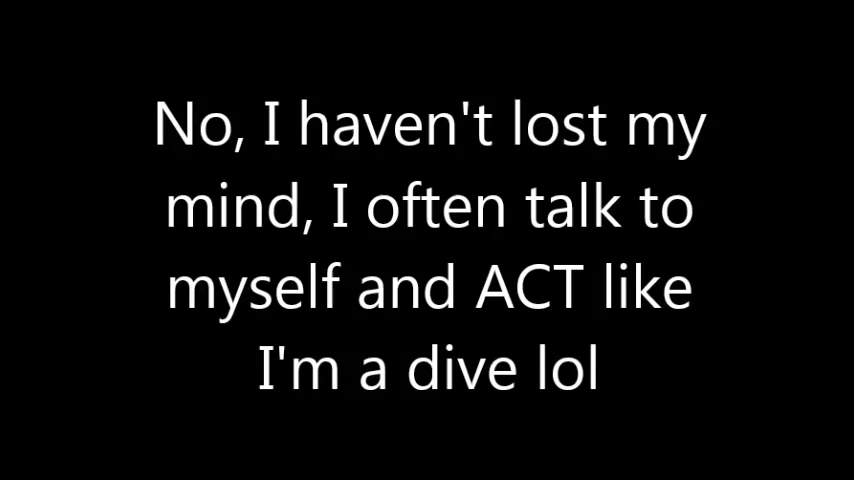 No, I haven't lost my
mind, I often talk to
myself and ACT like
I'm a dive lol